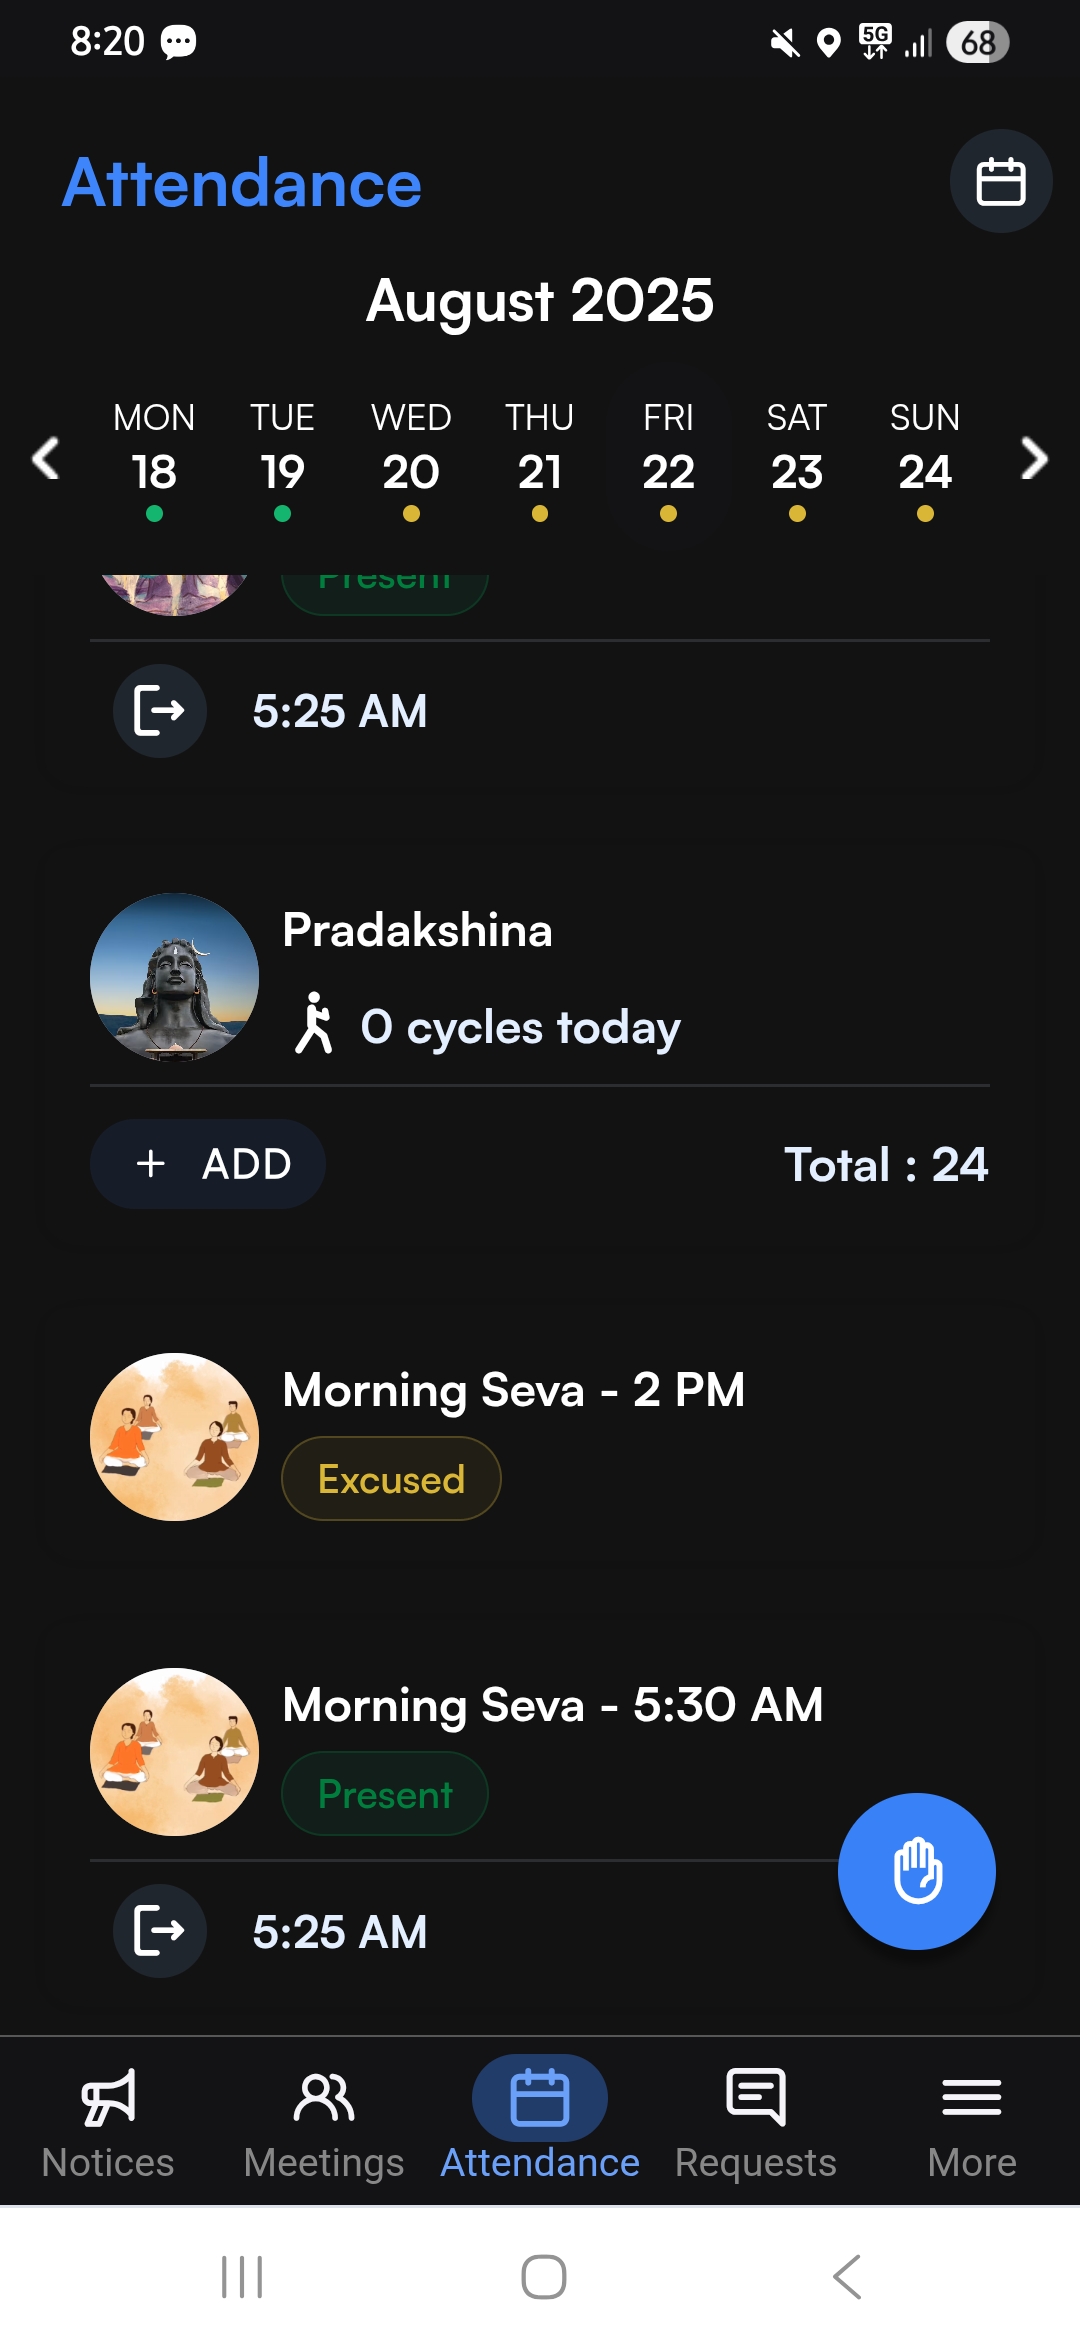 8:20
5G
68
Attendance
August 2025
MON TUE WED THU FRI SAT SUN
18 19 20 21 22 23 24
Present
5:25 AM
Pradakshina
0 cycles today
+ ADD
Total : 24
Morning Seva - 2 PM
Excused
Morning Seva - 5:30 AM
Present
5:25 AM
Notices Meetings Attendance Requests More